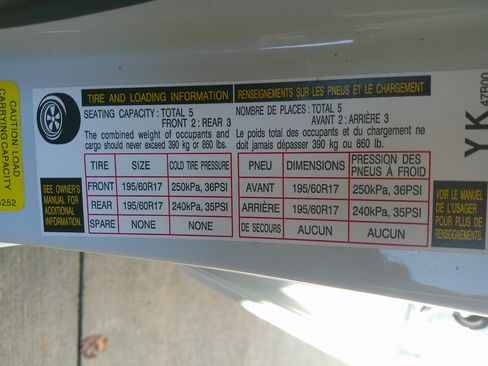 TIRE AND LOADING INFORMATION
SEATING CAPACITY: TOTAL 5
FRONT 2: REAR 3
The combined weight of occupants and
cargo should never exceed 390 kg or 860 lbs.
RENSEIGNEMENTS SUR LES PNEUS ET LE CHARGEMENT
NOMBRE DE PLACES: TOTAL 5
AVANT 2: ARRIÈRE 3
Le poids total des occupants et du chargement ne
doit jamais dépasser 390 kg ou 860 lb.
TIRE SIZE COLD TIRE PRESSURE
FRONT 195/60R17 250kPa, 36PSI
REAR 195/60R17 240kPa, 35PSI
SPARE NONE NONE
PNEU DIMENSIONS PRESSION DES
PNEUS À FROID
AVANT 195/60R17 250kPa, 36PSI
ARRIÈRE 195/60R17 240kPa, 35PSI
DE SECOURS AUCUN AUCUN
SEE OWNER'S
MANUAL FOR
ADDITIONAL
INFORMATION.
VOIR LE MANUEL
DE L'USAGER
POUR PLUS DE
RENSEIGNEMENTS
CAUTION: LOAD
CARRYING CAPACITY
252
YK
47B00